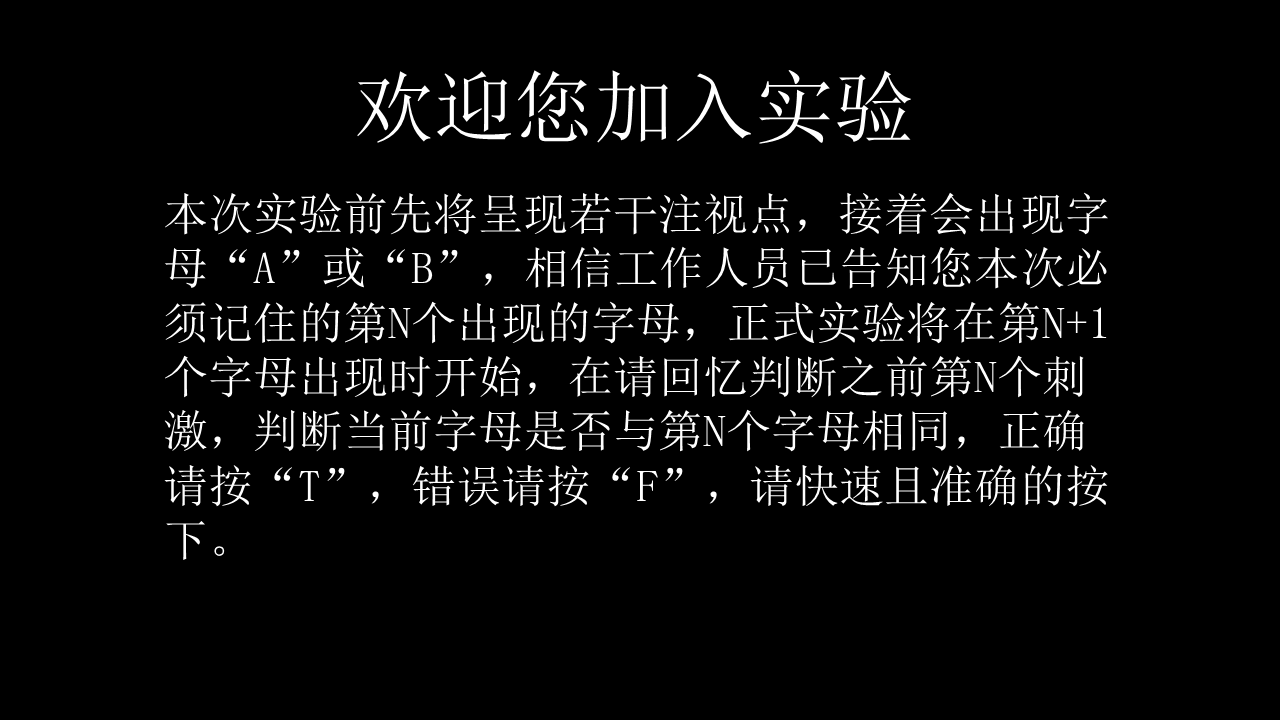 欢迎您加入实验
本次实验前先将呈现若干注视点，接着会出现字
母“A”或“B”，相信工作人员已告知您本次必
须记住的第N个出现的字母，正式实验将在第N+1
个字母出现时开始，在请回忆判断之前第N个刺
激，判断当前字母是否与第N个字母相同，正确
请按“T”，错误请按“F”，请快速且准确的按
下。